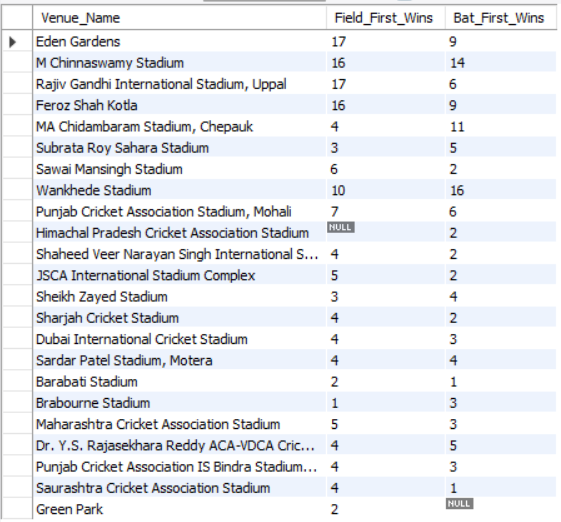 Venue_Name Field_First_Wins Bat_First_Wins
Eden Gardens 17 9
M Chinnaswamy Stadium 16 14
Rajiv Gandhi International Stadium, Uppal 17 6
Feroz Shah Kotla 16 9
MA Chidambaram Stadium, Chepauk 4 11
Subrata Roy Sahara Stadium 3 5
Sawai Mansingh Stadium 6 2
Wankhede Stadium 10 16
Punjab Cricket Association Stadium, Mohali 7 6
Himachal Pradesh Cricket Association Stadium NULL 2
Shaheed Veer Narayan Singh International S... 4 2
JSCA International Stadium Complex 5 2
Sheikh Zayed Stadium 3 4
Sharjah Cricket Stadium 4 2
Dubai International Cricket Stadium 4 3
Sardar Patel Stadium, Motera 4 4
Barabati Stadium 2 1
Brabourne Stadium 1 3
Maharashtra Cricket Association Stadium 5 3
Dr. Y.S. Rajasekhara Reddy ACA-VDCA Cric... 4 5
Punjab Cricket Association IS Bindra Stadium... 4 3
Saurashtra Cricket Association Stadium 4 1
Green Park 2 NULL